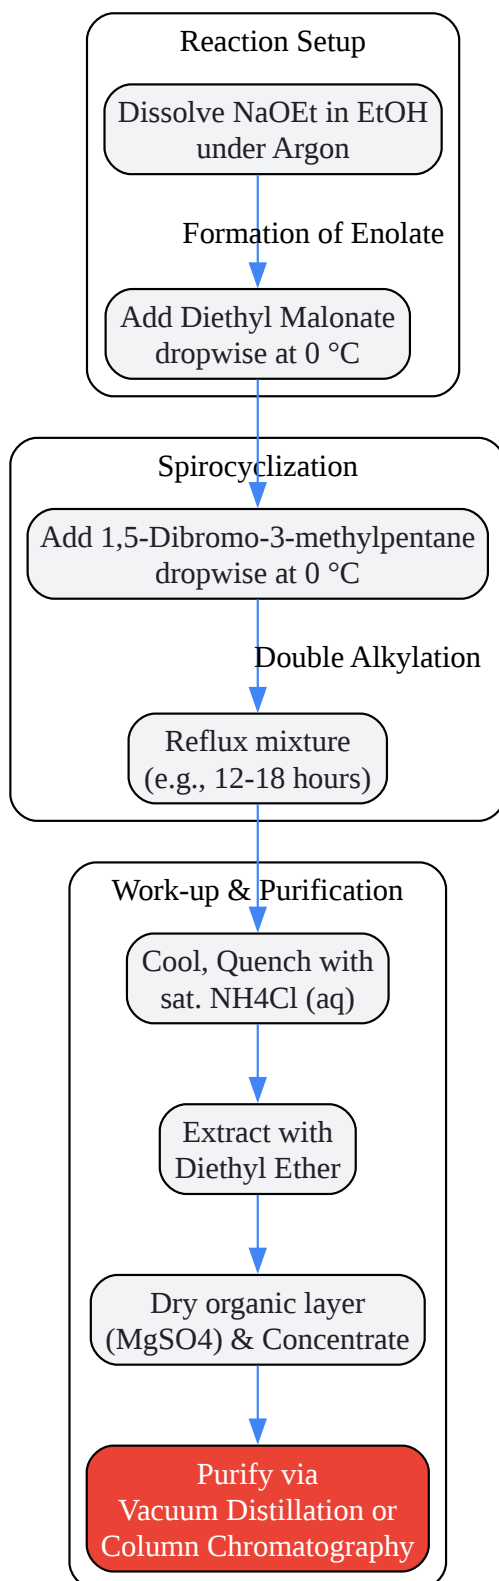 Reaction Setup
Dissolve NaOEt in EtOH
under Argon
Formation of Enolate
Add Diethyl Malonate
dropwise at 0 °C
Spirocyclization
Add 1,5-Dibromo-3-methylpentane
dropwise at 0 °C
Double Alkylation
Reflux mixture
(e.g., 12-18 hours)
Work-up & Purification
Cool, Quench with
sat. NH4Cl (aq)
Extract with
Diethyl Ether
Dry organic layer
(MgSO4) & Concentrate
Purify via
Vacuum Distillation or
Column Chromatography